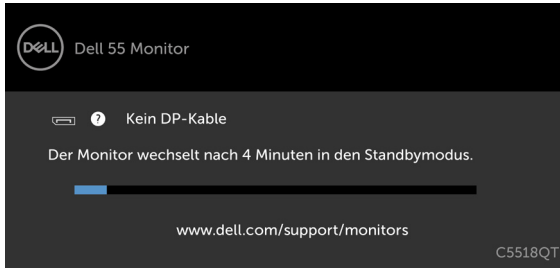 DELL
Dell 55 Monitor
? Kein DP-Kable
Der Monitor wechselt nach 4 Minuten in den Standbymodus.
www.dell.com/support/monitors
C5518QT